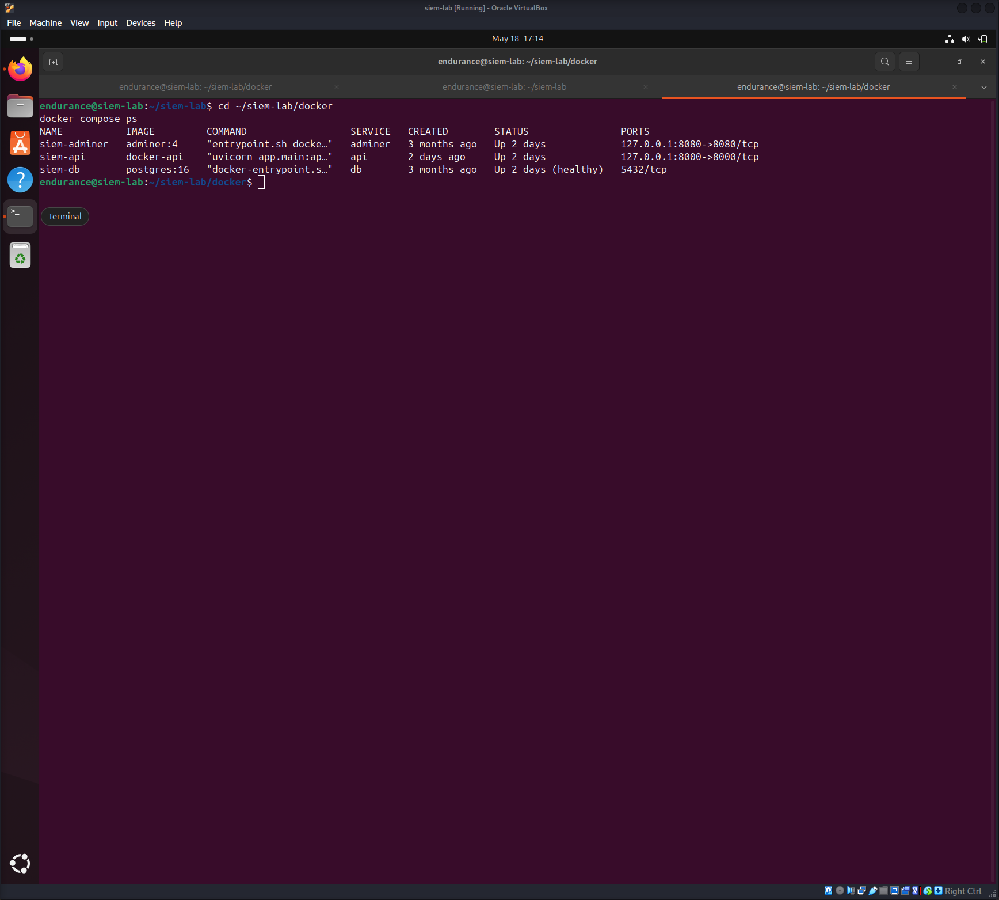 siem-lab [Running] - Oracle VirtualBox
File Machine View Input Devices Help
May 18 17:14
endurance@siem-lab: ~/siem-lab/docker
endurance@siem-lab: ~/siem-lab/docker
endurance@siem-lab: ~/siem-lab
endurance@siem-lab: ~/siem-lab/docker
endurance@siem-lab:~/siem-lab$ cd ~/siem-lab/docker
docker compose ps
NAME IMAGE COMMAND SERVICE CREATED STATUS PORTS
siem-adminer adminer:4 "entrypoint.sh docke…" adminer 3 months ago Up 2 days 127.0.0.1:8080->8080/tcp
siem-api docker-api "uvicorn app.main:ap…" api 2 days ago Up 2 days 127.0.0.1:8000->8000/tcp
siem-db postgres:16 "docker-entrypoint.s…" db 3 months ago Up 2 days (healthy) 5432/tcp
endurance@siem-lab:~/siem-lab/docker$
Terminal
Right Ctrl